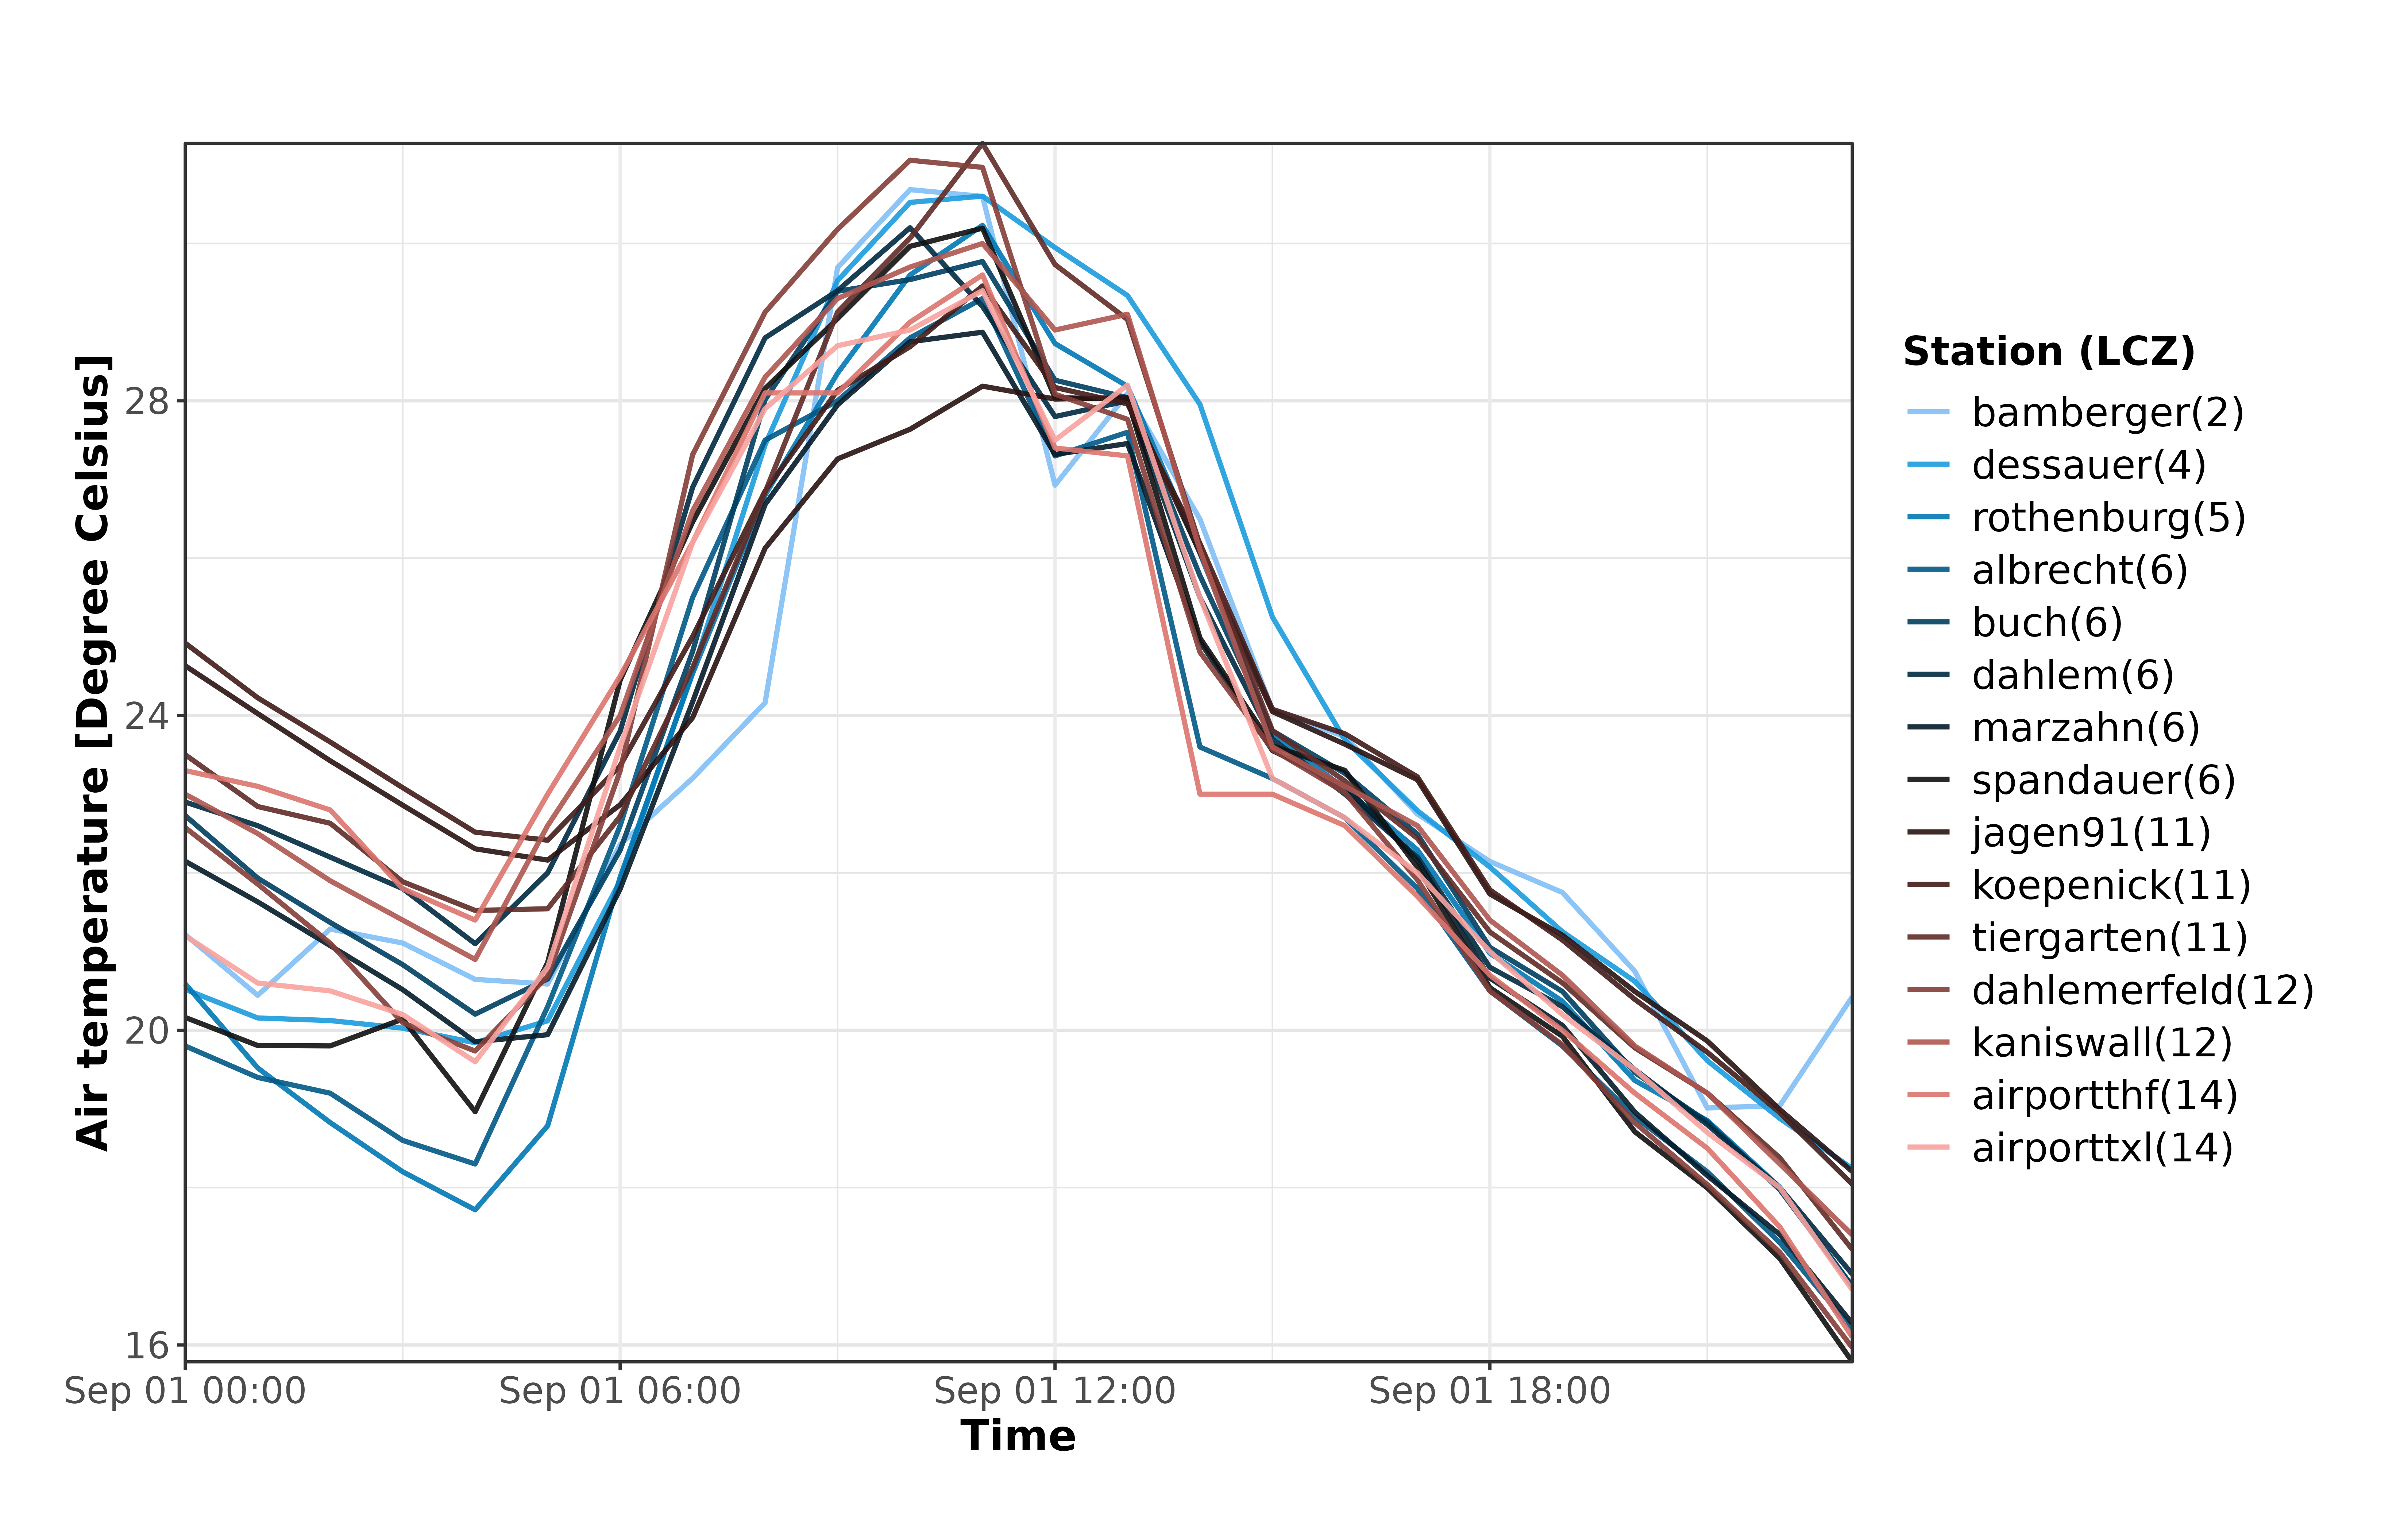 Air temperature [Degree Celsius]
28
24
20
16
Sep 01 00:00
Sep 01 06:00
Sep 01 12:00
Sep 01 18:00
Time
Station (LCZ)
bamberger(2)
dessauer(4)
rothenburg(5)
albrecht(6)
buch(6)
dahlem(6)
marzahn(6)
spandauer(6)
jagen91(11)
koepenick(11)
tiergarten(11)
dahlemerfeld(12)
kaniswall(12)
airportthf(14)
airporttxl(14)